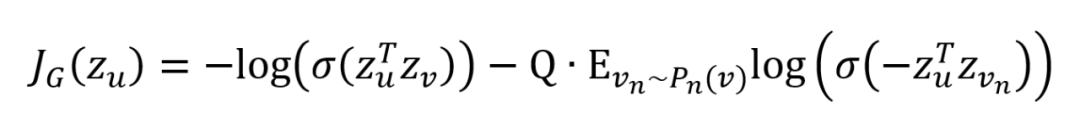 J_G(z_u) = −log(σ(z_u^T z_v)) − Q · E_{v_n~P_n(v)} log(σ(−z_u^T z_{v_n}))